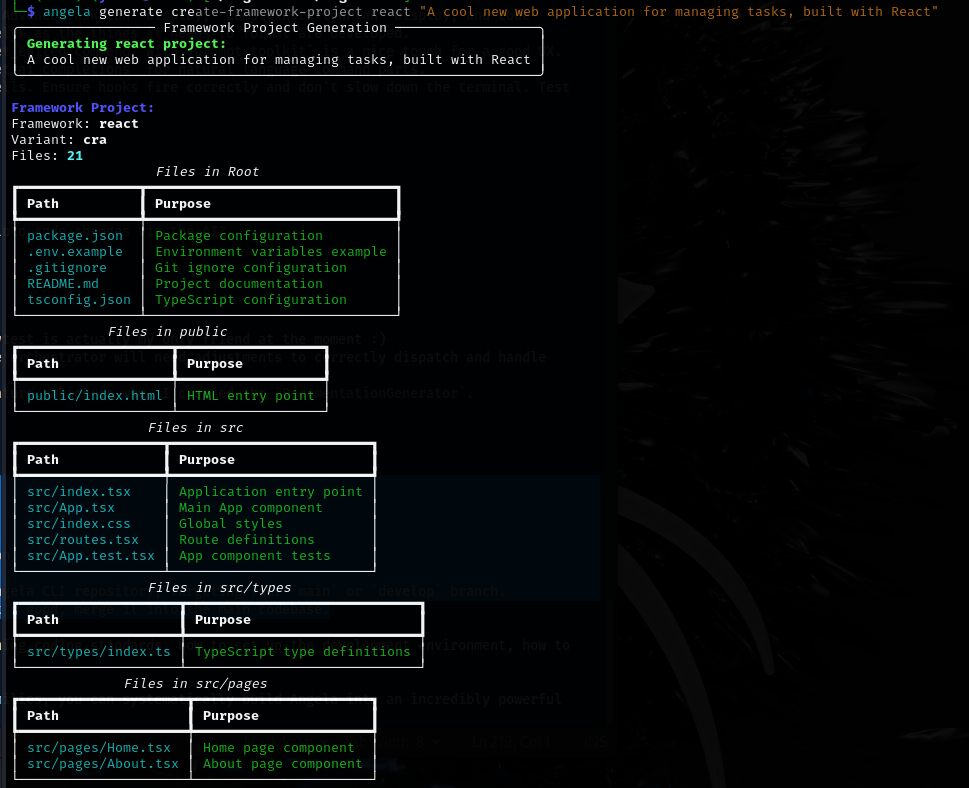 $ angela generate create-framework-project react "A cool new web application for managing tasks, built with React"
Framework Project Generation
Generating react project:
A cool new web application for managing tasks, built with React
Framework Project:
Framework: react
Variant: cra
Files: 21
Files in Root
Path Purpose
package.json Package configuration
.env.example Environment variables example
.gitignore Git ignore configuration
README.md Project documentation
tsconfig.json TypeScript configuration
Files in public
Path Purpose
public/index.html HTML entry point
Files in src
Path Purpose
src/index.tsx Application entry point
src/App.tsx Main App component
src/index.css Global styles
src/routes.tsx Route definitions
src/App.test.tsx App component tests
Files in src/types
Path Purpose
src/types/index.ts TypeScript type definitions
Files in src/pages
Path Purpose
src/pages/Home.tsx Home page component
src/pages/About.tsx About page component